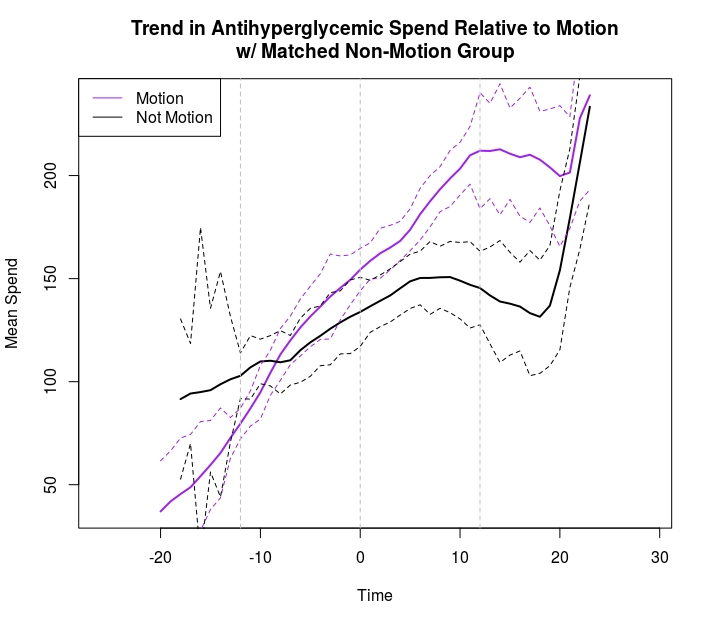 Trend in Antihyperglycemic Spend Relative to Motion
w/ Matched Non-Motion Group
Motion
Not Motion
Mean Spend
200
150
100
50
-20 -10 0 10 20 30
Time